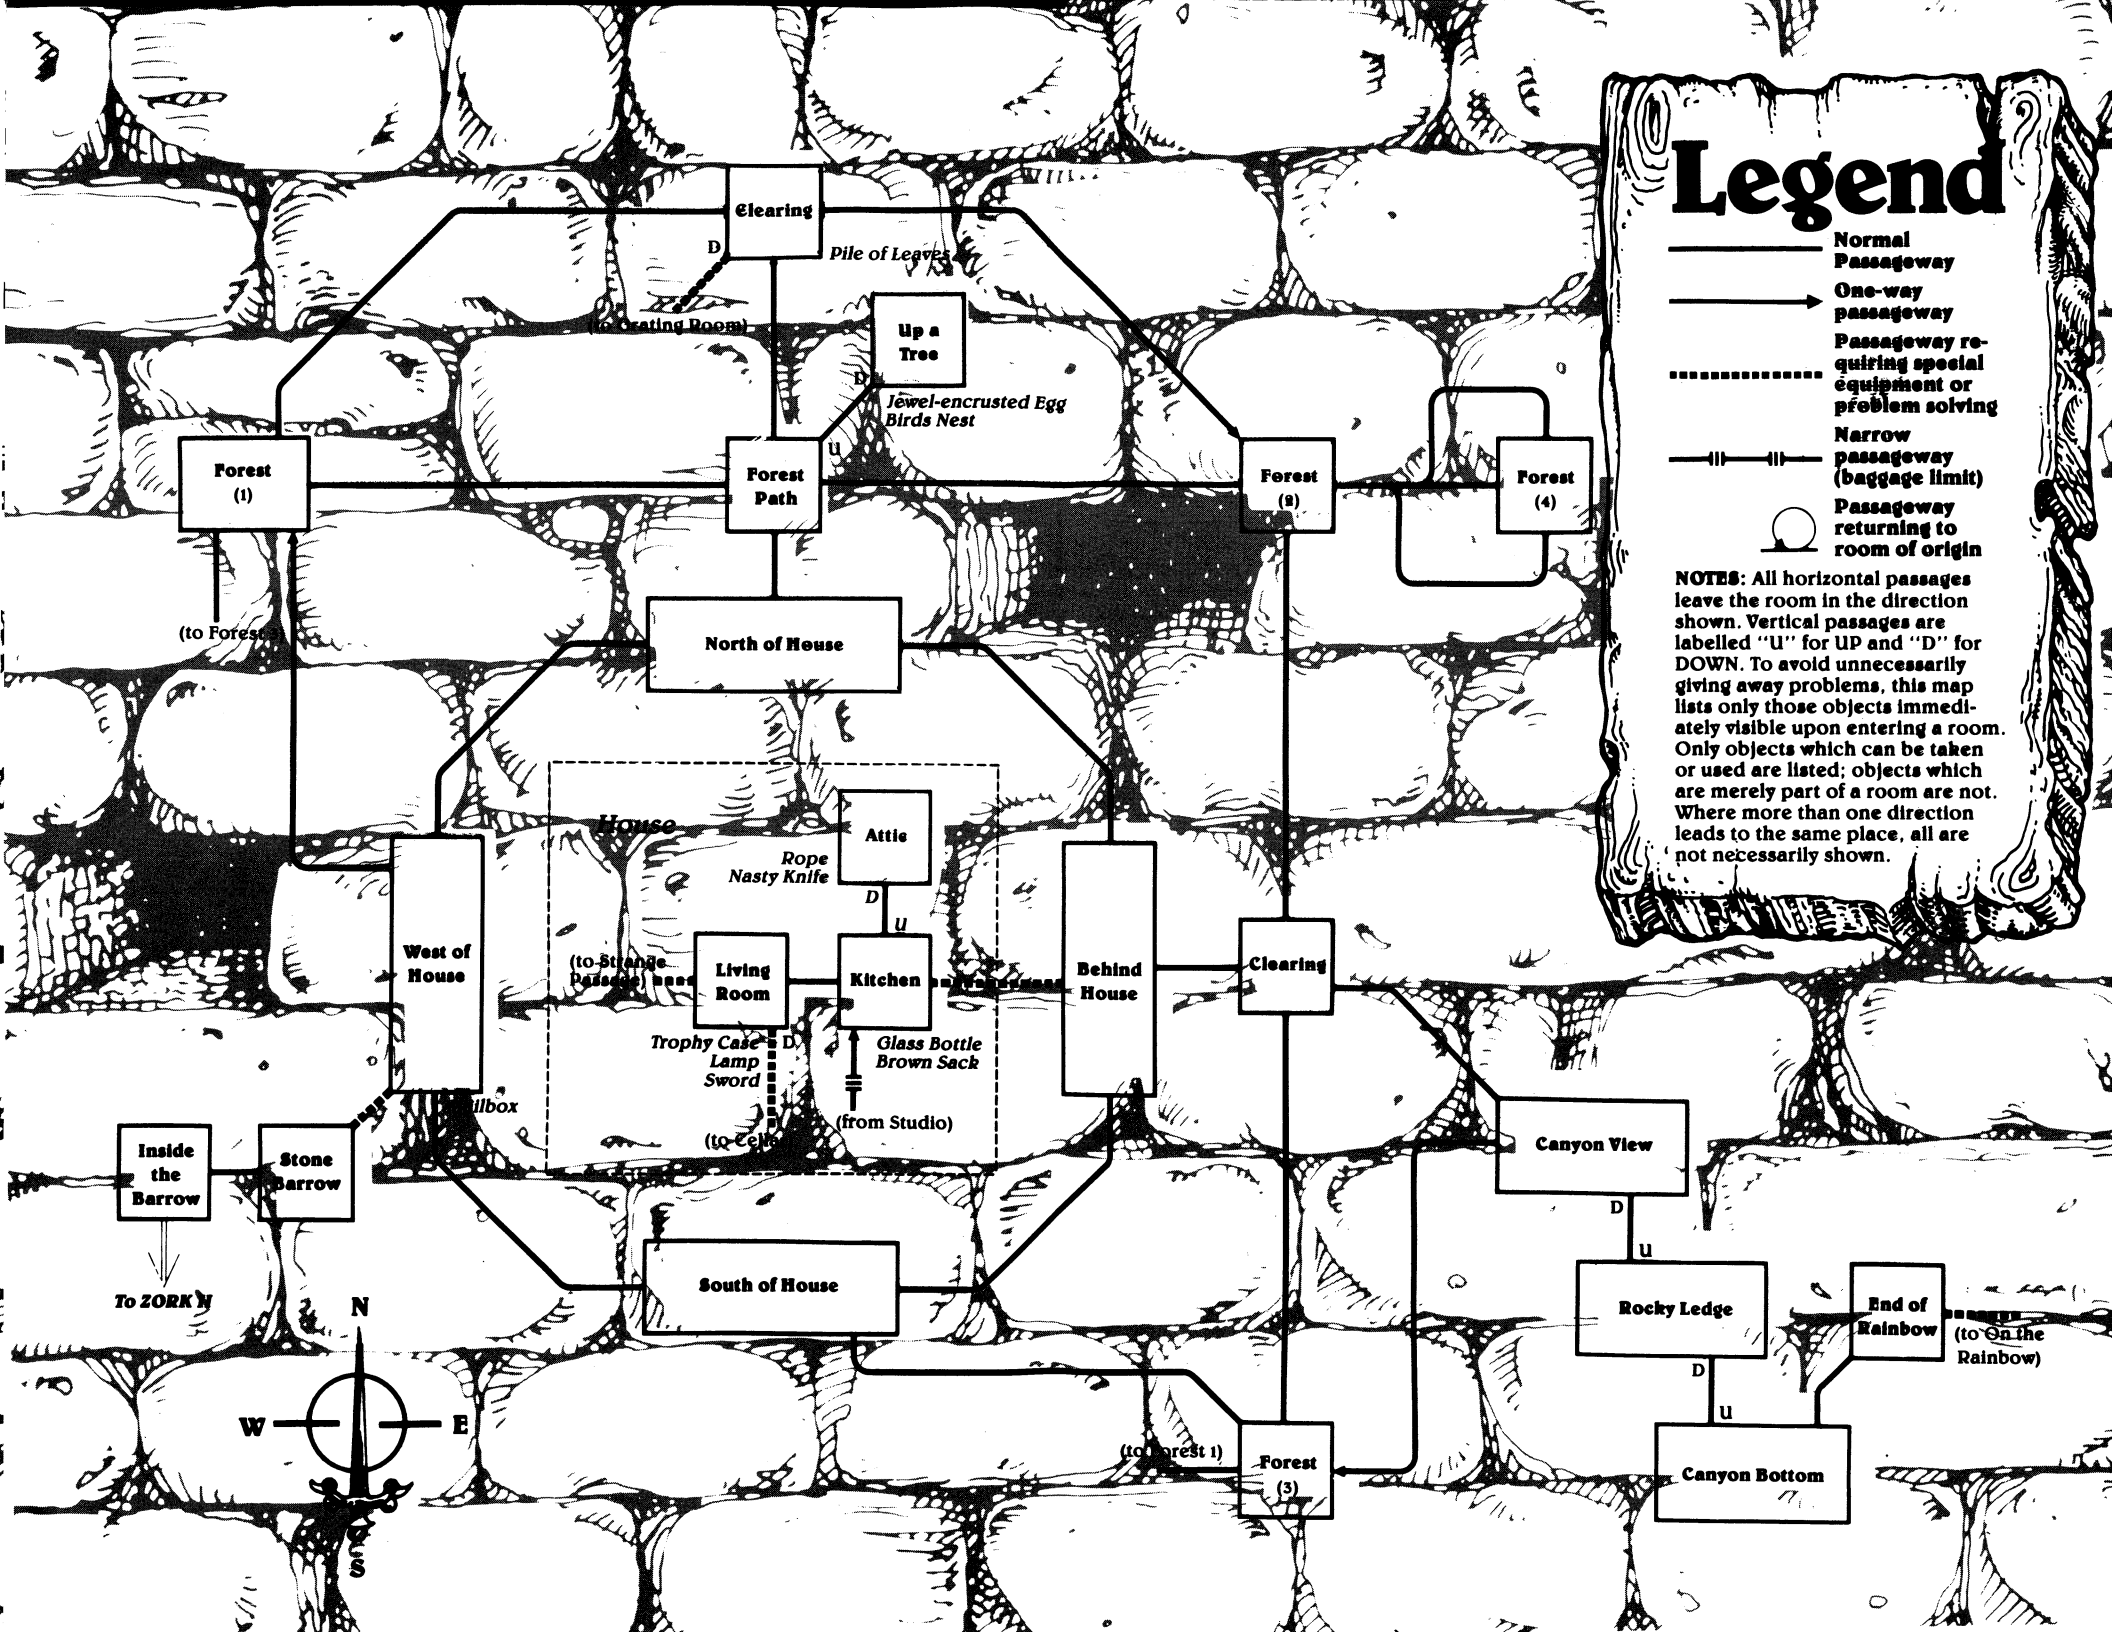 Legend
Normal
Passageway
One-way
passageway
Passageway re-
quiring special
equipment or
problem solving
Narrow
passageway
(baggage limit)
Passageway
returning to
room of origin
NOTES: All horizontal passages
leave the room in the direction
shown. Vertical passages are
labelled "U" for UP and "D" for
DOWN. To avoid unnecessarily
giving away problems, this map
lists only those objects immedi-
ately visible upon entering a room.
Only objects which can be taken
or used are listed; objects which
are merely part of a room are not.
Where more than one direction
leads to the same place, all are
not necessarily shown.
Clearing
D
Pile of Leaves
(to Grating Room)
Up a
Tree
D
Jewel-encrusted Egg
Birds Nest
U
Forest
(1)
Forest
Path
Forest
(2)
Forest
(4)
(to Forest 3)
North of House
House
Attic
Rope
Nasty Knife
D
U
West of
House
(to Strange
Passage)
Living
Room
Kitchen
Behind
House
Clearing
Trophy Case
Lamp
Sword
D
Glass Bottle
Brown Sack
(from Studio)
(to Cella
ilbox
Inside
the
Barrow
Stone
Barrow
Canyon View
D
U
To ZORK II
South of House
Rocky Ledge
End of
Rainbow
(to On the
Rainbow)
D
U
N
W
E
S
(to Forest 1)
Forest
(3)
Canyon Bottom